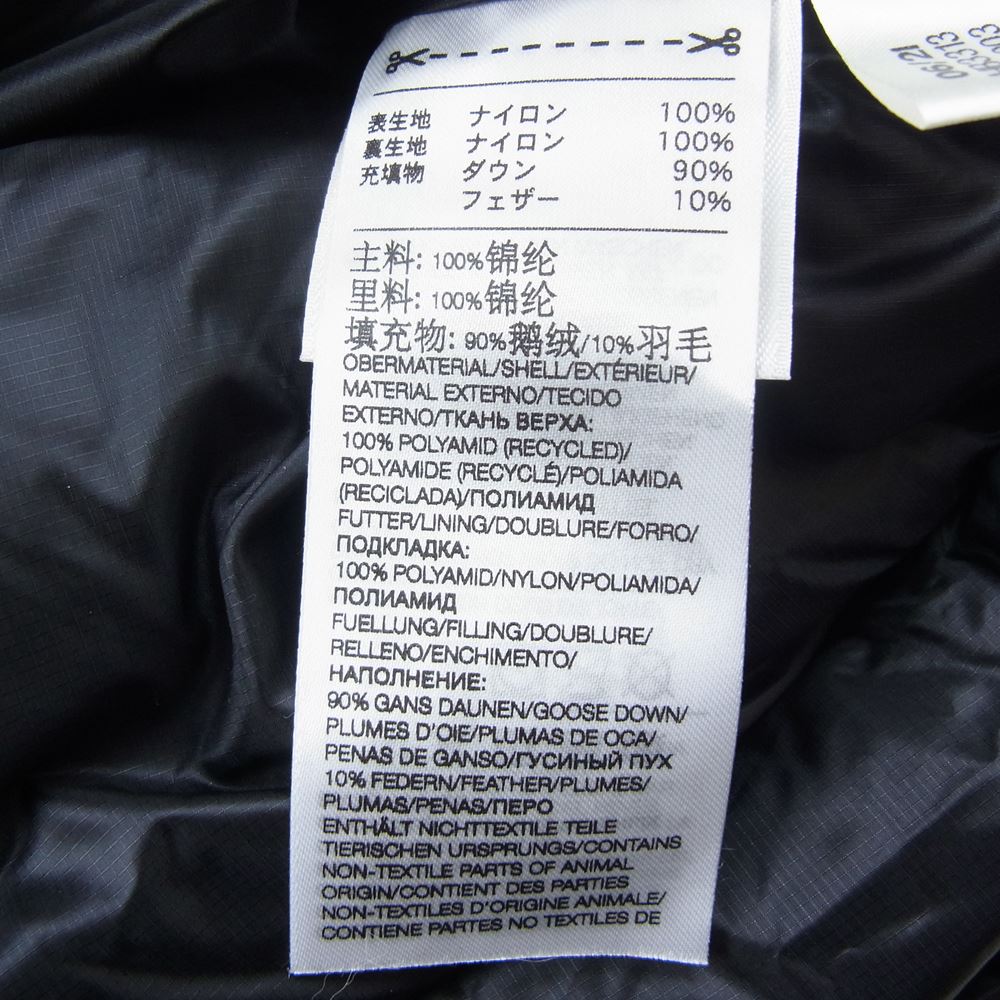 表生地 ナイロン 100%
裏生地 ナイロン 100%
充填物 ダウン 90%
フェザー 10%
主料: 100%锦纶
里料: 100%锦纶
填充物: 90%鹅绒/10%羽毛
OBERMATERIAL/SHELL/EXTÉRIEUR/
MATERIAL EXTERNO/TECIDO
EXTERNO/ТКАНЬ ВЕРХА:
100% POLYAMID (RECYCLED)/
POLYAMIDE (RECYCLÉ)/POLIAMIDA
(RECICLADA)/ПОЛИАМИД
FUTTER/LINING/DOUBLURE/FORRO/
ПОДКЛАДКА:
100% POLYAMID/NYLON/POLIAMIDA/
ПОЛИАМИД
FUELLUNG/FILLING/DOUBLURE/
RELLENO/ENCHIMENTO/
НАПОЛНЕНИЕ:
90% GANS DAUNEN/GOOSE DOWN/
PLUMES D'OIE/PLUMAS DE OCA/
PENAS DE GANSO/ГУСИНЫЙ ПУХ
10% FEDERN/FEATHER/PLUMES/
PLUMAS/PENAS/ПЕРО
ENTHÄLT NICHTTEXTILE TEILE
TIERISCHEN URSPRUNGS/CONTAINS
NON-TEXTILE PARTS OF ANIMAL
ORIGIN/CONTIENT DES PARTIES
NON-TEXTILES D'ORIGINE ANIMALE/
CONTIENE PARTES NO TEXTILES DE
06/21